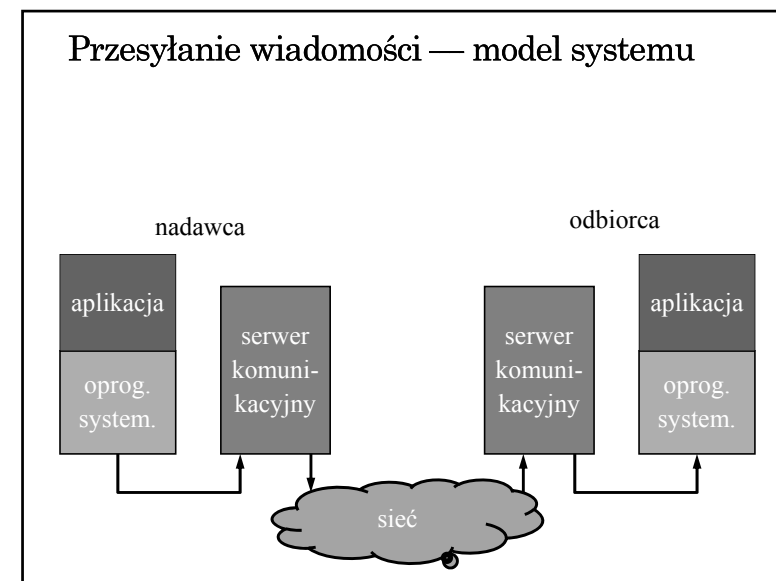 Przesyłanie wiadomości — model systemu
nadawca
odbiorca
aplikacja
oprog.
system.
serwer
komuni-
kacyjny
serwer
komuni-
kacyjny
aplikacja
oprog.
system.
sieć